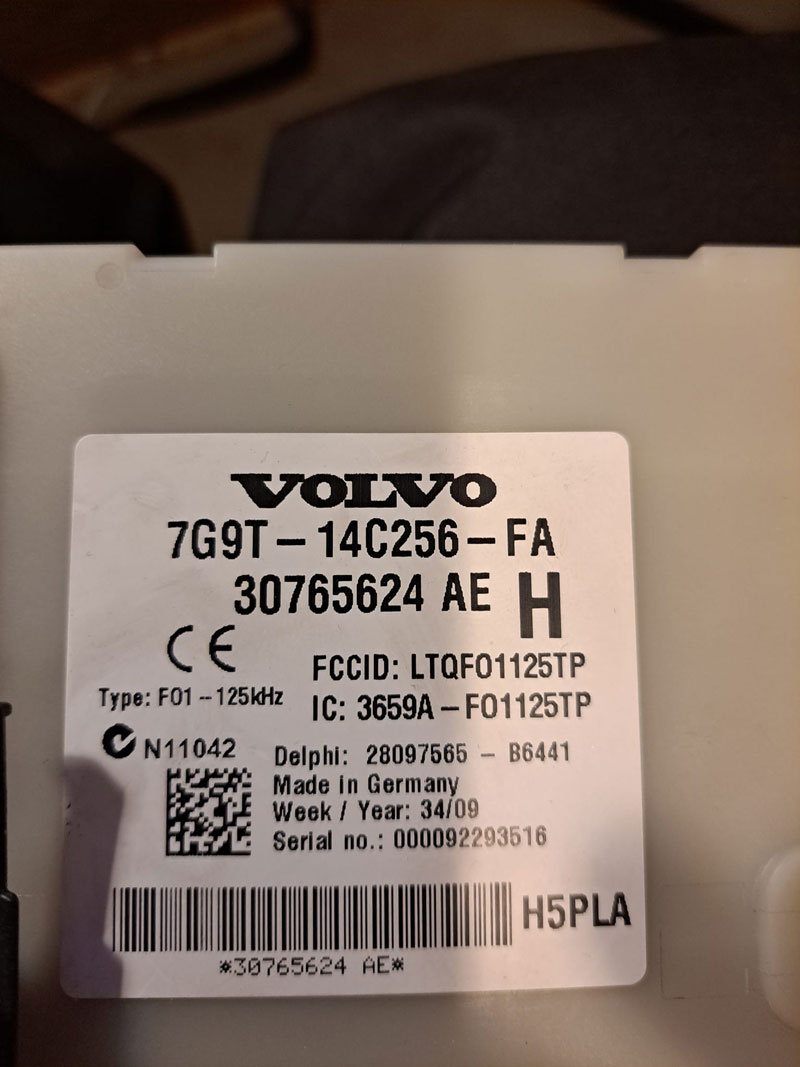 VOLVO
7G9T-14C256-FA
30765624 AE H
CE
FCCID: LTQFO1125TP
Type: FO1-125kHz
IC: 3659A-FO1125TP
N11042
Delphi: 28097565 - B6441
Made in Germany
Week / Year: 34/09
Serial no.: 000092293516
H5PLA
*30765624 AE*